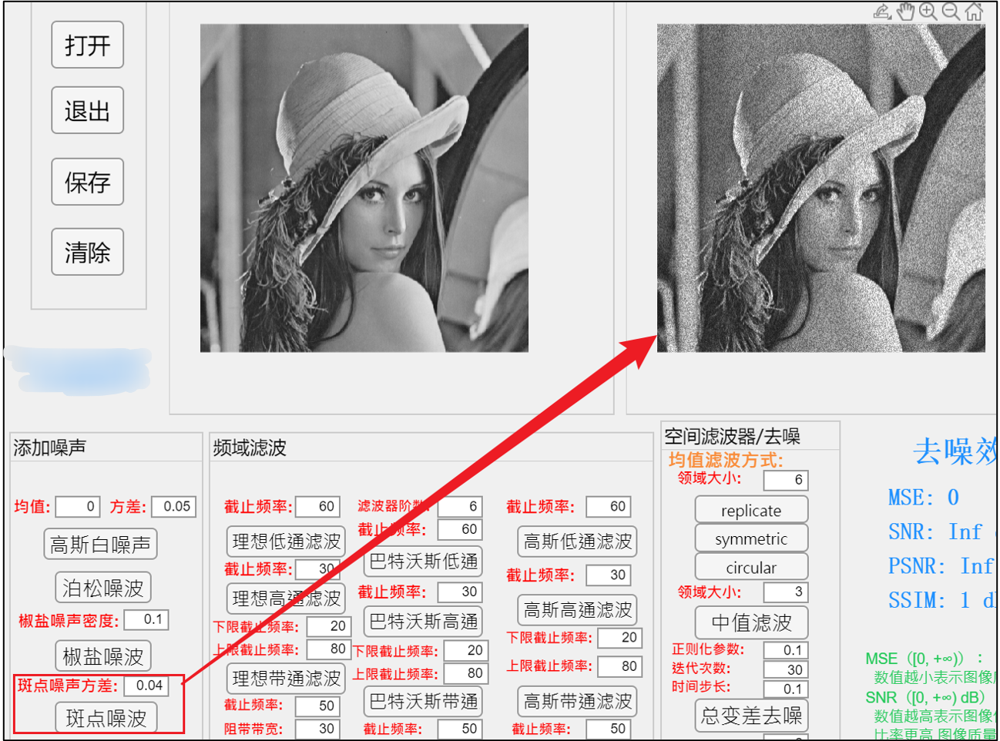 打开
退出
保存
清除
添加噪声
均值: 0 方差: 0.05
高斯白噪声
泊松噪波
椒盐噪声密度: 0.1
椒盐噪波
斑点噪声方差: 0.04
斑点噪波
频域滤波
截止频率: 60
理想低通滤波
截止频率: 30
理想高通滤波
下限截止频率: 20
上限截止频率: 80
理想带通滤波
截止频率: 50
阻带带宽: 30
滤波器阶数: 6
截止频率: 60
巴特沃斯低通
截止频率: 30
巴特沃斯高通
下限截止频率: 20
上限截止频率: 80
巴特沃斯带通
截止频率: 50
截止频率: 60
高斯低通滤波
截止频率: 30
高斯高通滤波
下限截止频率: 20
上限截止频率: 80
高斯带通滤波
截止频率: 50
空间滤波器/去噪
均值滤波方式:
领域大小: 6
replicate
symmetric
circular
领域大小: 3
中值滤波
正则化参数: 0.1
迭代次数: 30
时间步长: 0.1
总变差去噪
去噪效
MSE: 0
SNR: Inf
PSNR: Inf
SSIM: 1 d
MSE（[0, +∞)）：
数值越小表示图像
SNR（[0, +∞) dB）
数值越高表示图像
比率更高 图像质量